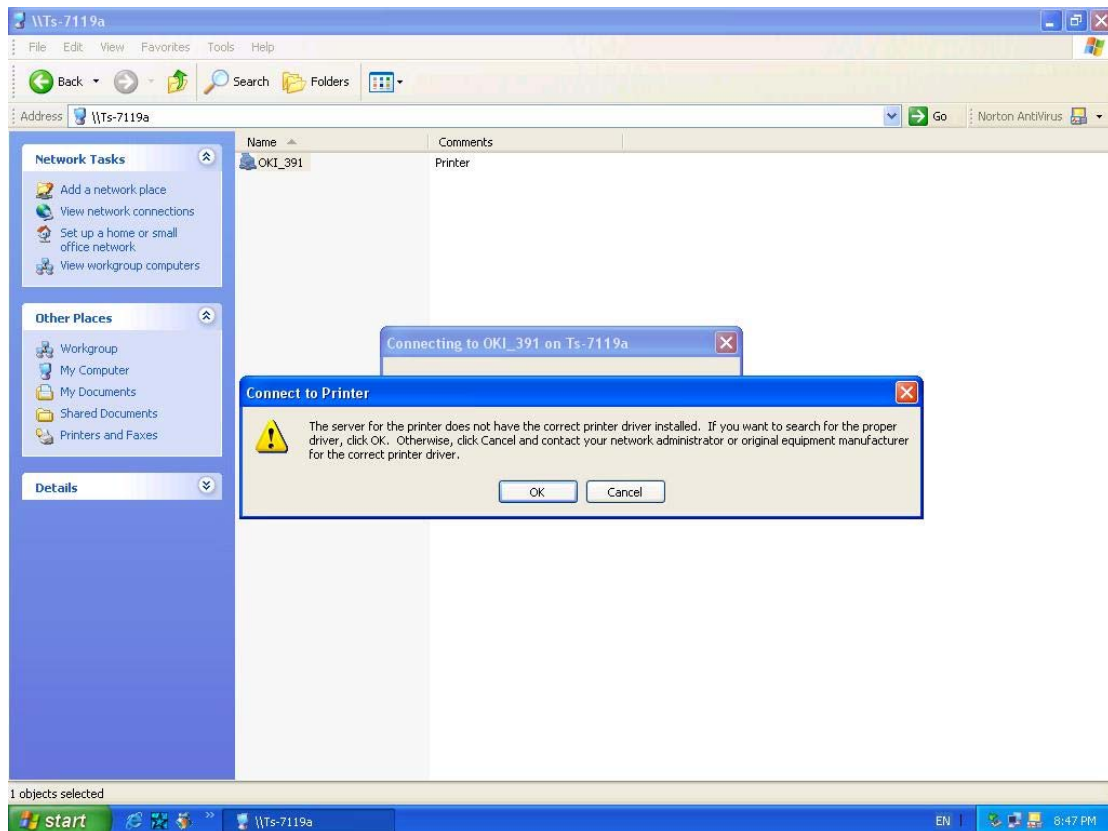 \\Ts-7119a
File Edit View Favorites Tools Help
Back Search Folders
Address \\Ts-7119a Go Norton AntiVirus
Name Comments
OKI_391 Printer
Network Tasks
Add a network place
View network connections
Set up a home or small
office network
View workgroup computers
Other Places
Workgroup
My Computer
My Documents
Shared Documents
Printers and Faxes
Details
Connecting to OKI_391 on Ts-7119a
Connect to Printer
The server for the printer does not have the correct printer driver installed. If you want to search for the proper
driver, click OK. Otherwise, click Cancel and contact your network administrator or original equipment manufacturer
for the correct printer driver.
OK Cancel
1 objects selected
start \\Ts-7119a EN 8:47 PM